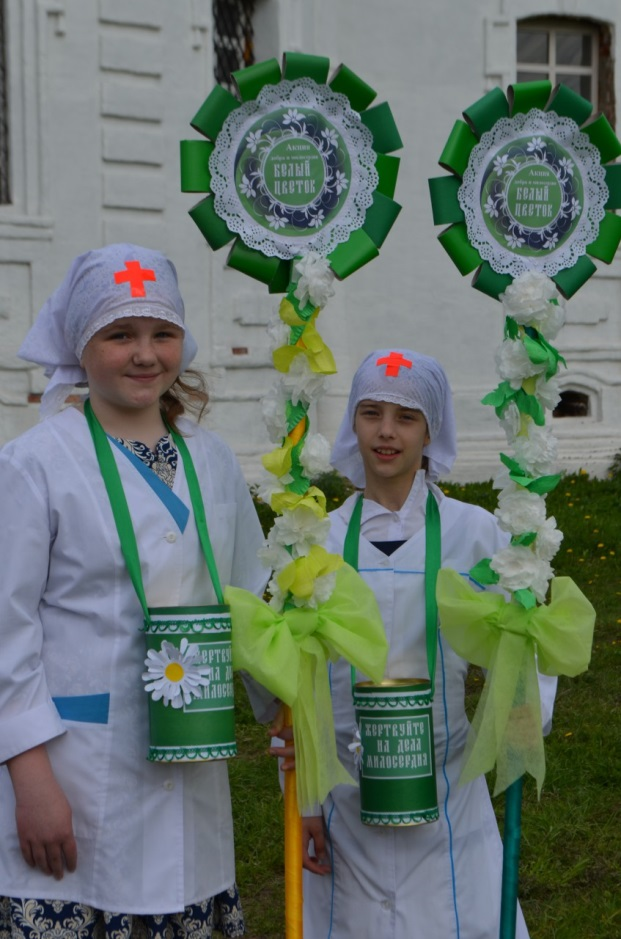 Акция
добра и милосердия
БЕЛЫЙ
ЦВЕТОК
Акция
добра и милосердия
БЕЛЫЙ
ЦВЕТОК
ЖЕРТВУЙТЕ
НА ДЕЛА
МИЛОСЕРДИЯ